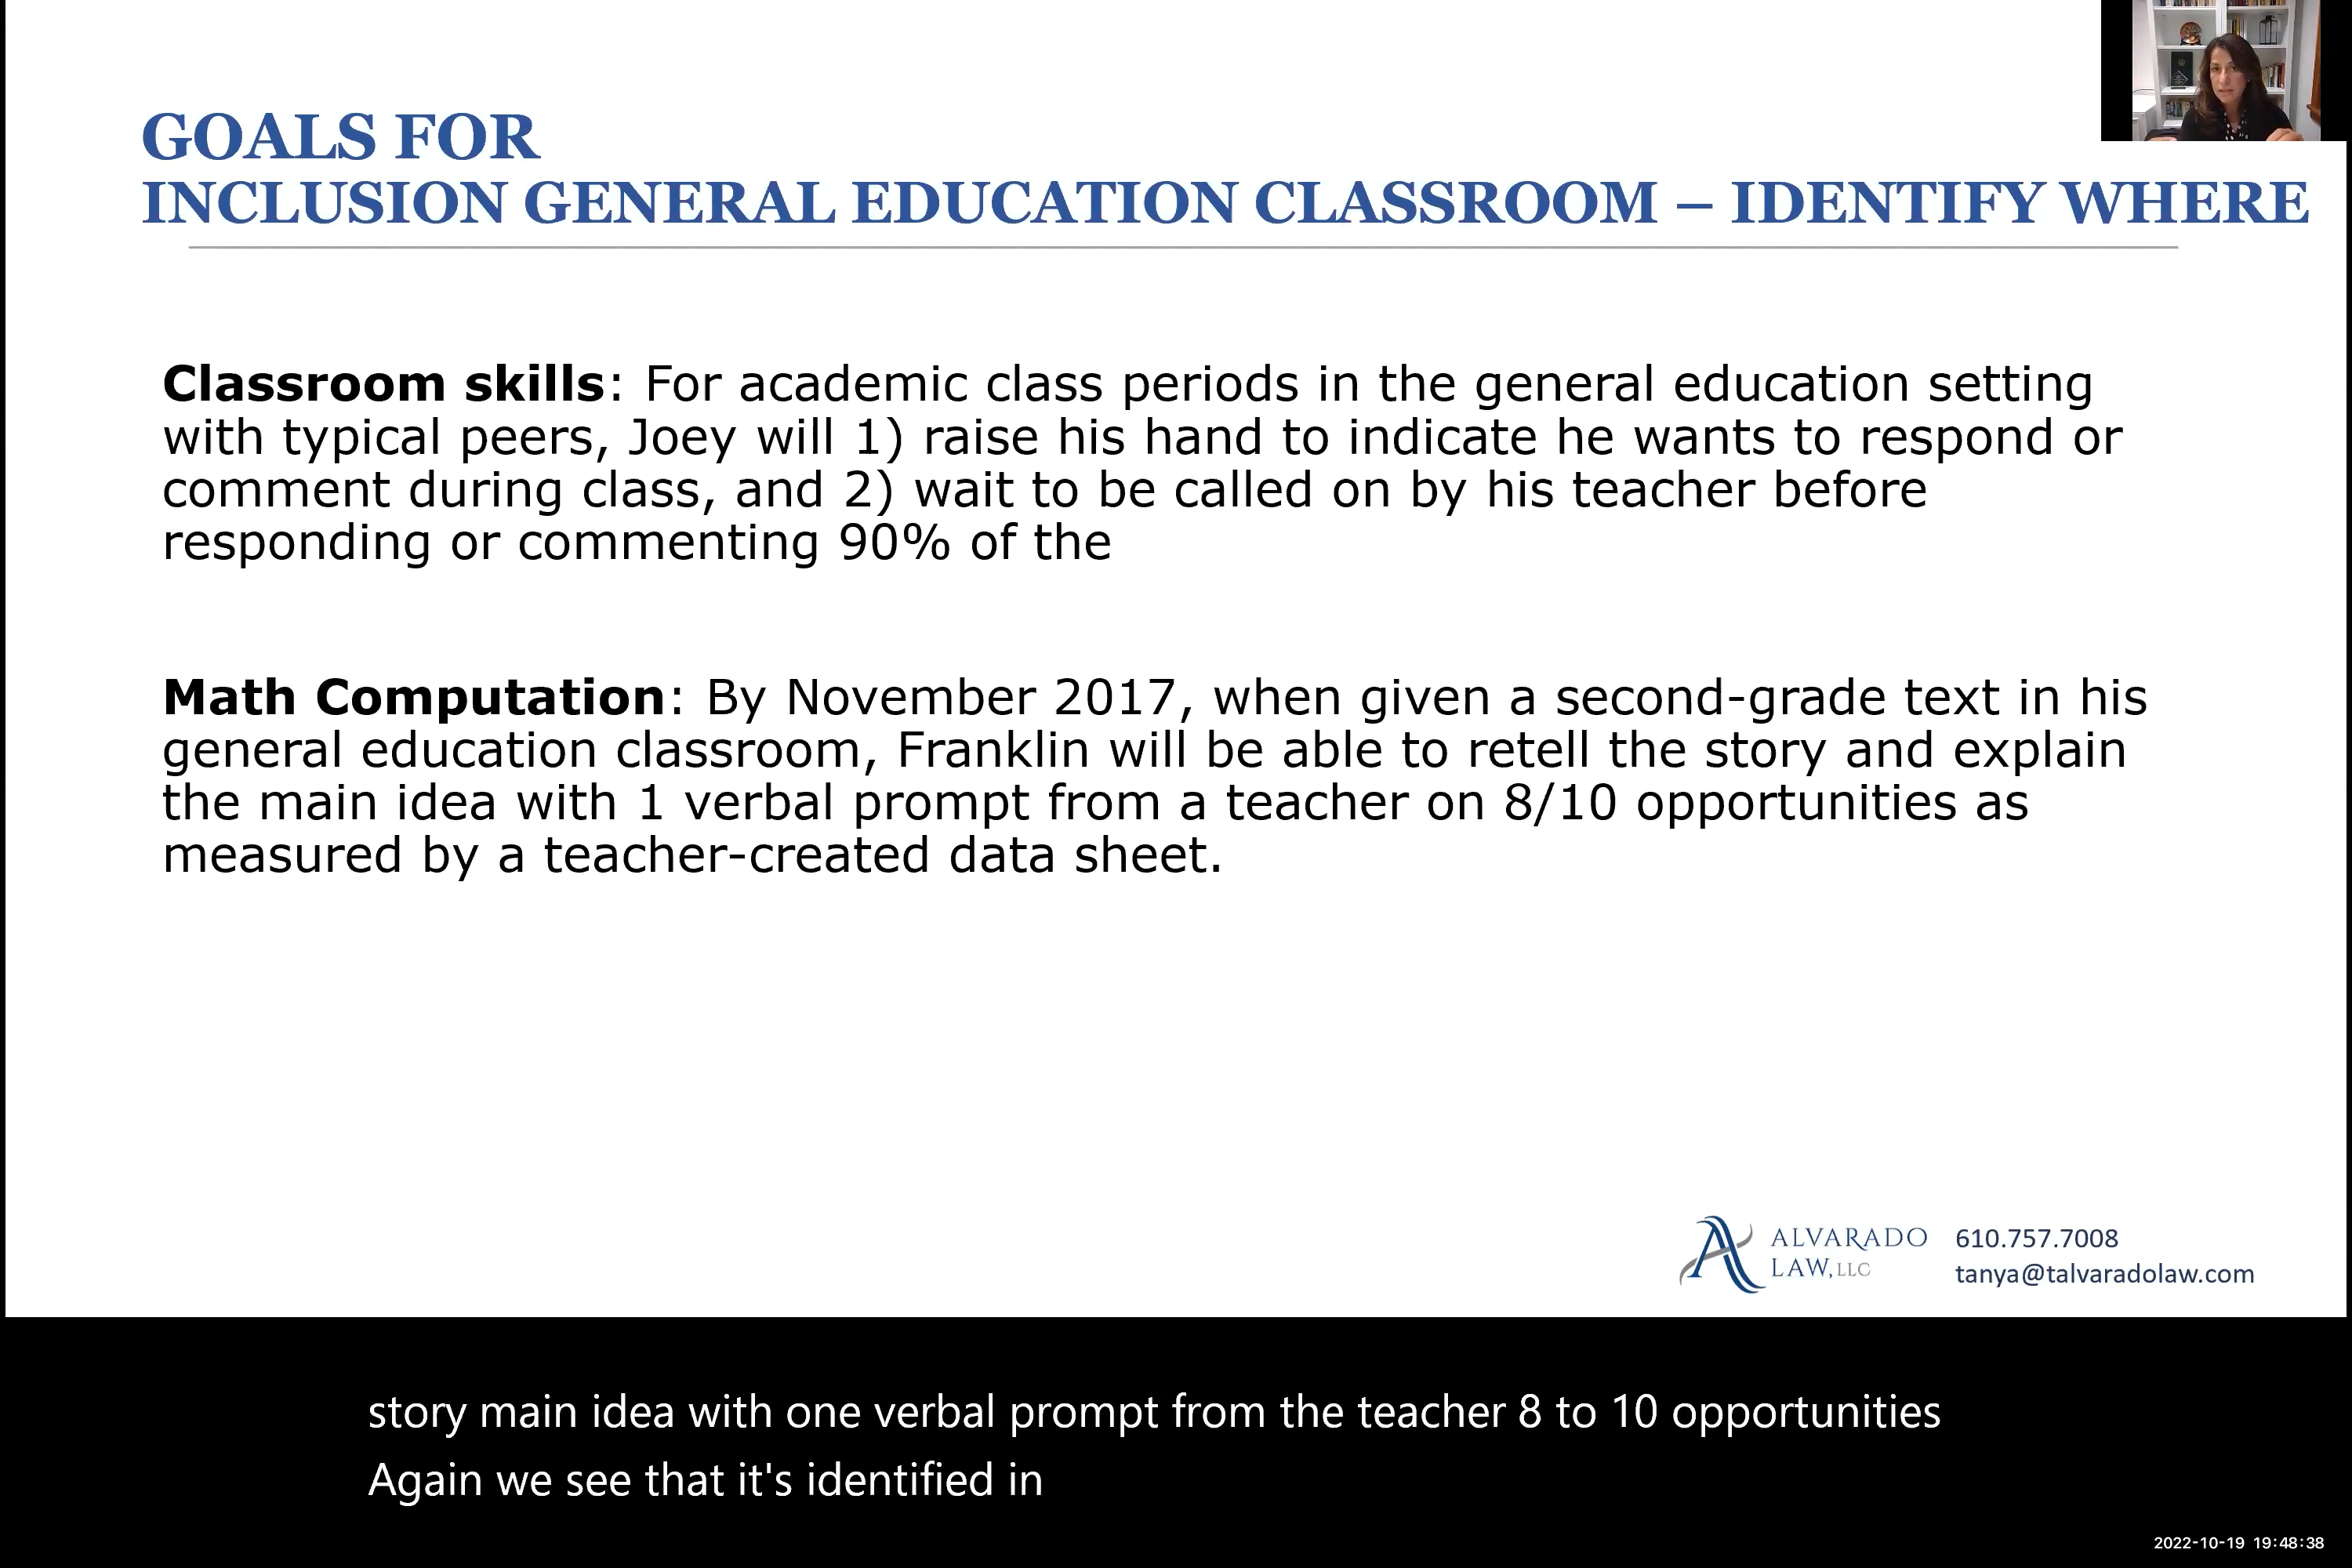 GOALS FOR
INCLUSION GENERAL EDUCATION CLASSROOM – IDENTIFY WHERE
Classroom skills: For academic class periods in the general education setting
with typical peers, Joey will 1) raise his hand to indicate he wants to respond or
comment during class, and 2) wait to be called on by his teacher before
responding or commenting 90% of the
Math Computation: By November 2017, when given a second-grade text in his
general education classroom, Franklin will be able to retell the story and explain
the main idea with 1 verbal prompt from a teacher on 8/10 opportunities as
measured by a teacher-created data sheet.
ALVARADO
LAW, LLC
610.757.7008
tanya@talvaradolaw.com
story main idea with one verbal prompt from the teacher 8 to 10 opportunities
Again we see that it's identified in
2022-10-19 19:48:38